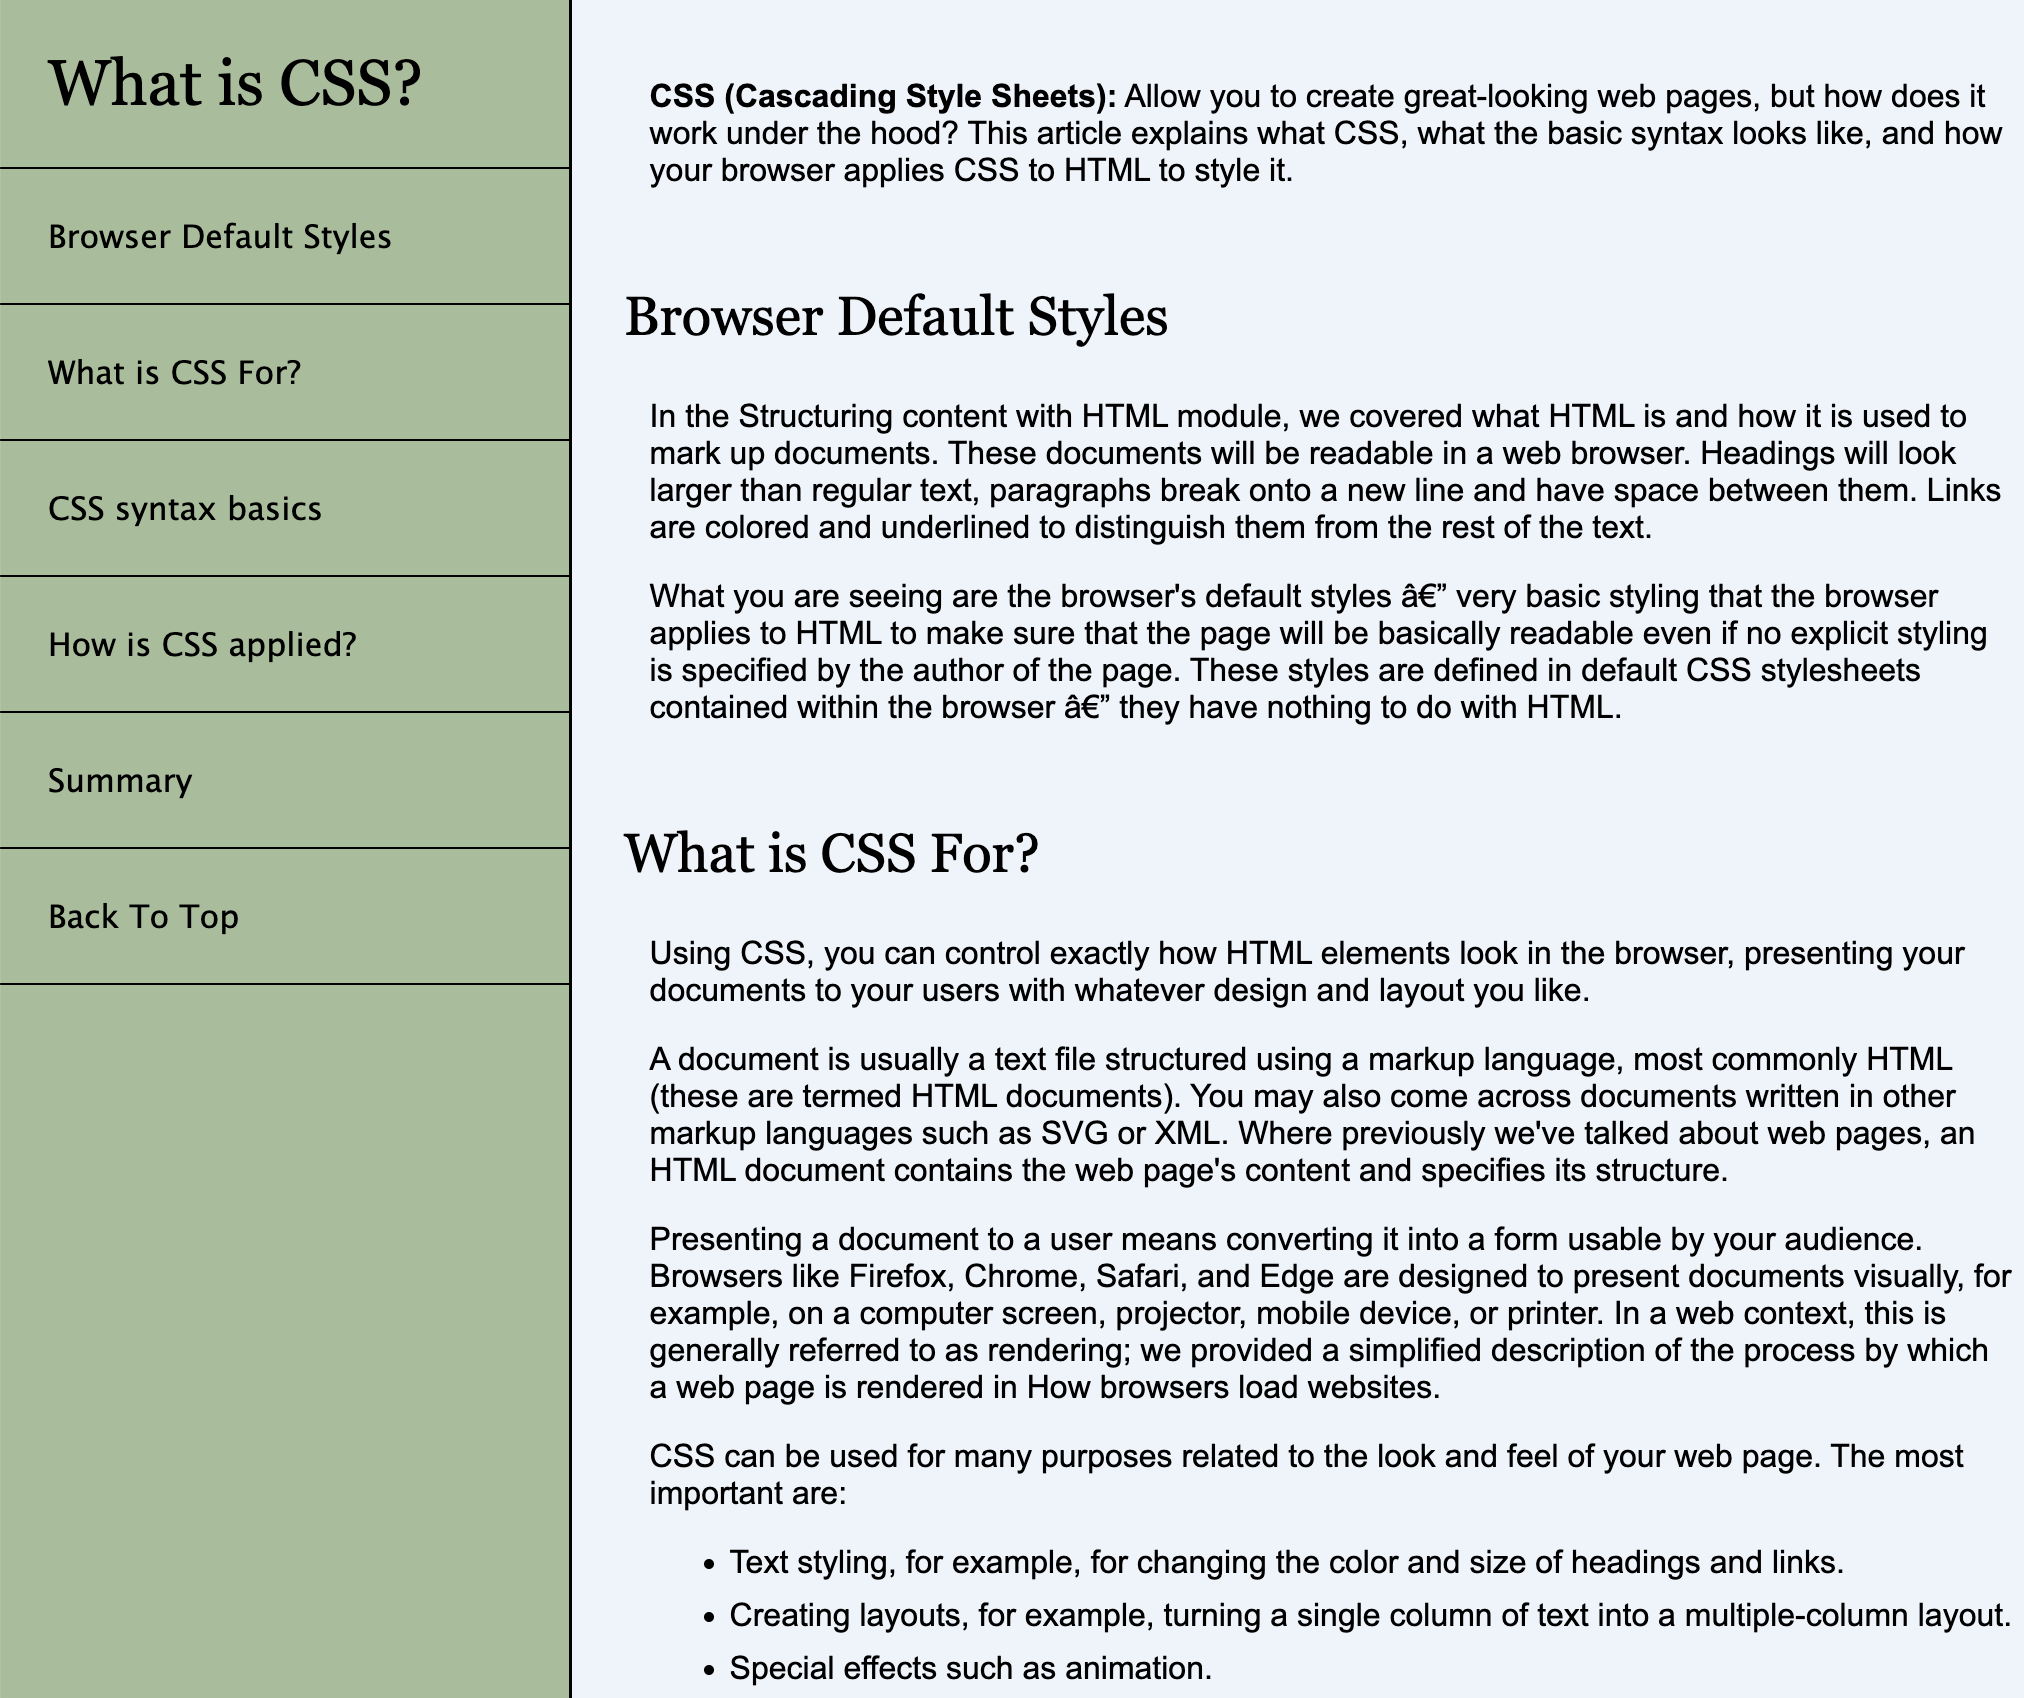 What is CSS?
Browser Default Styles
What is CSS For?
CSS syntax basics
How is CSS applied?
Summary
Back To Top
CSS (Cascading Style Sheets): Allow you to create great-looking web pages, but how does it
work under the hood? This article explains what CSS, what the basic syntax looks like, and how
your browser applies CSS to HTML to style it.
Browser Default Styles
In the Structuring content with HTML module, we covered what HTML is and how it is used to
mark up documents. These documents will be readable in a web browser. Headings will look
larger than regular text, paragraphs break onto a new line and have space between them. Links
are colored and underlined to distinguish them from the rest of the text.
What you are seeing are the browser's default styles â€” very basic styling that the browser
applies to HTML to make sure that the page will be basically readable even if no explicit styling
is specified by the author of the page. These styles are defined in default CSS stylesheets
contained within the browser â€” they have nothing to do with HTML.
What is CSS For?
Using CSS, you can control exactly how HTML elements look in the browser, presenting your
documents to your users with whatever design and layout you like.
A document is usually a text file structured using a markup language, most commonly HTML
(these are termed HTML documents). You may also come across documents written in other
markup languages such as SVG or XML. Where previously we've talked about web pages, an
HTML document contains the web page's content and specifies its structure.
Presenting a document to a user means converting it into a form usable by your audience.
Browsers like Firefox, Chrome, Safari, and Edge are designed to present documents visually, for
example, on a computer screen, projector, mobile device, or printer. In a web context, this is
generally referred to as rendering; we provided a simplified description of the process by which
a web page is rendered in How browsers load websites.
CSS can be used for many purposes related to the look and feel of your web page. The most
important are:
• Text styling, for example, for changing the color and size of headings and links.
• Creating layouts, for example, turning a single column of text into a multiple-column layout.
• Special effects such as animation.